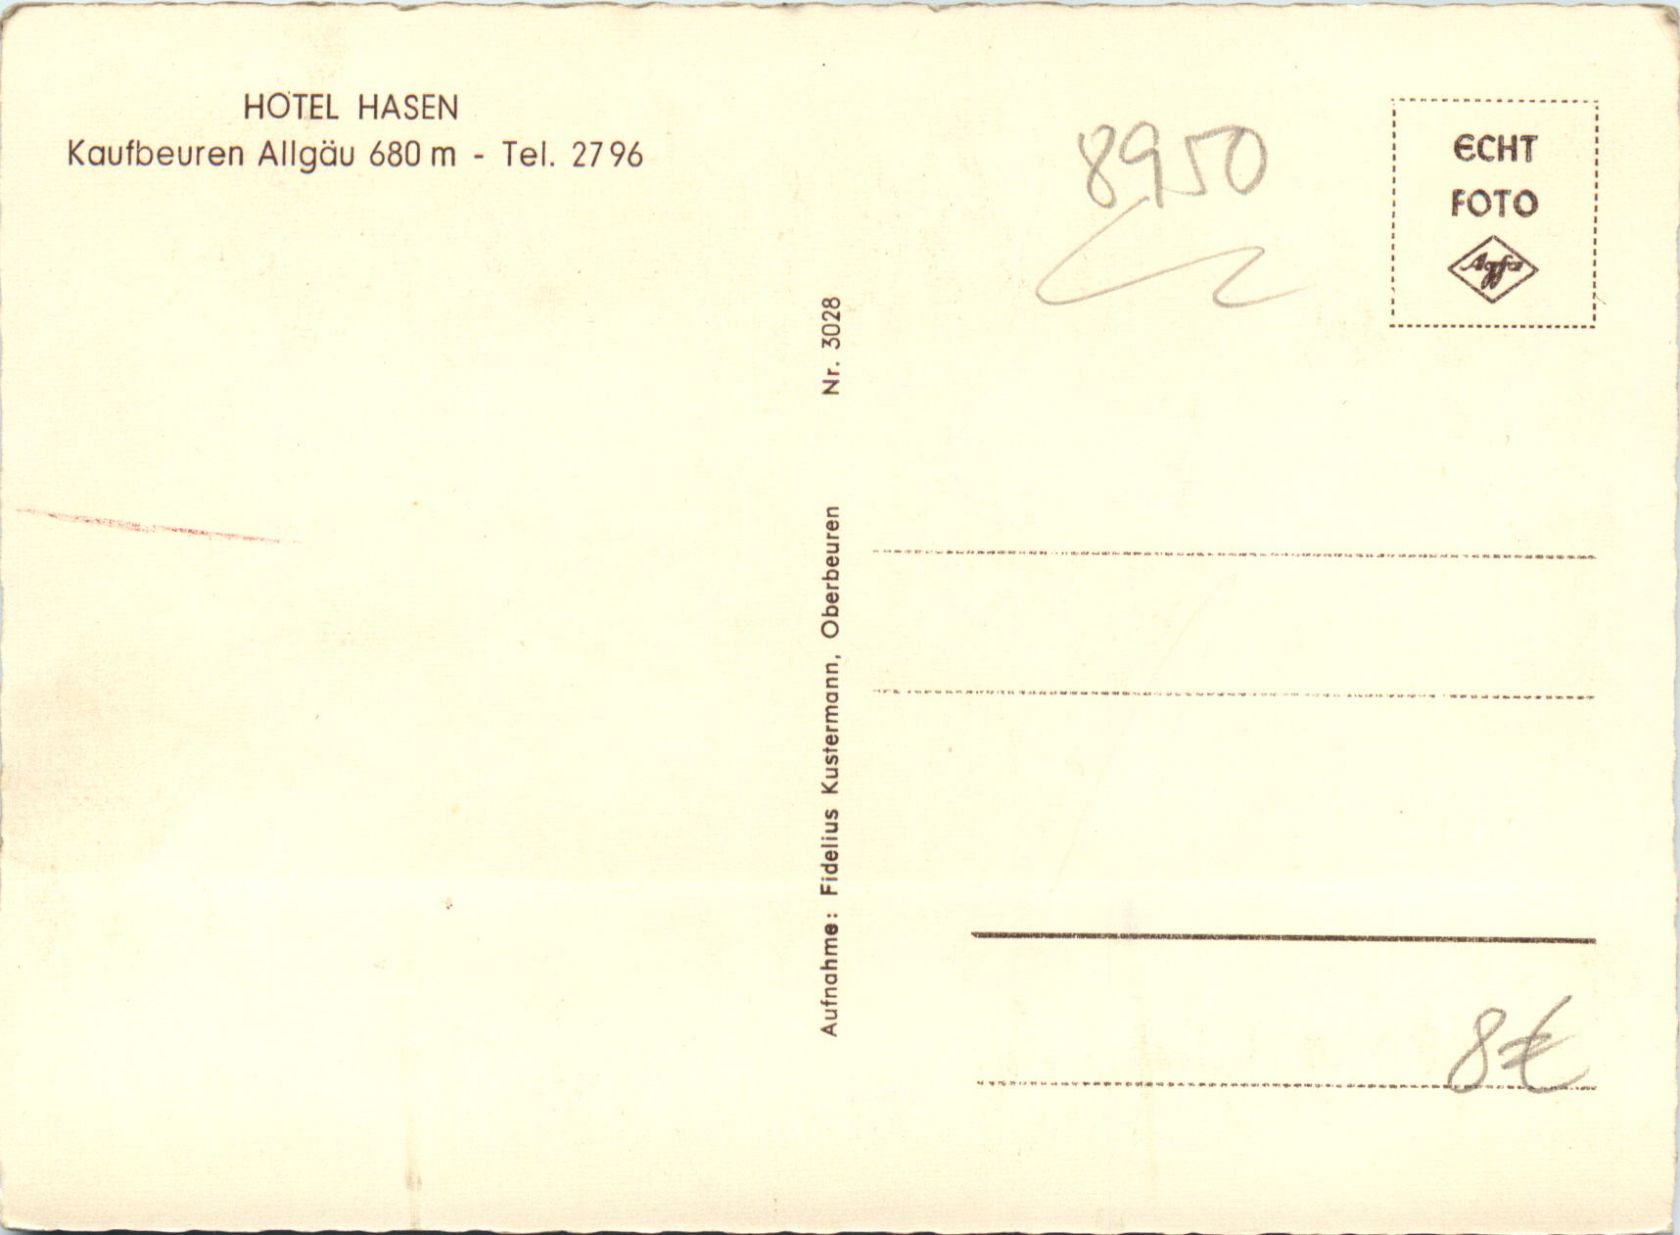 HOTEL HASEN
Kaufbeuren Allgäu 680 m - Tel. 2796
8950
ECHT
FOTO
Agfa
Nr. 3028
Aufnahme: Fidelius Kustermann, Oberbeuren
8€